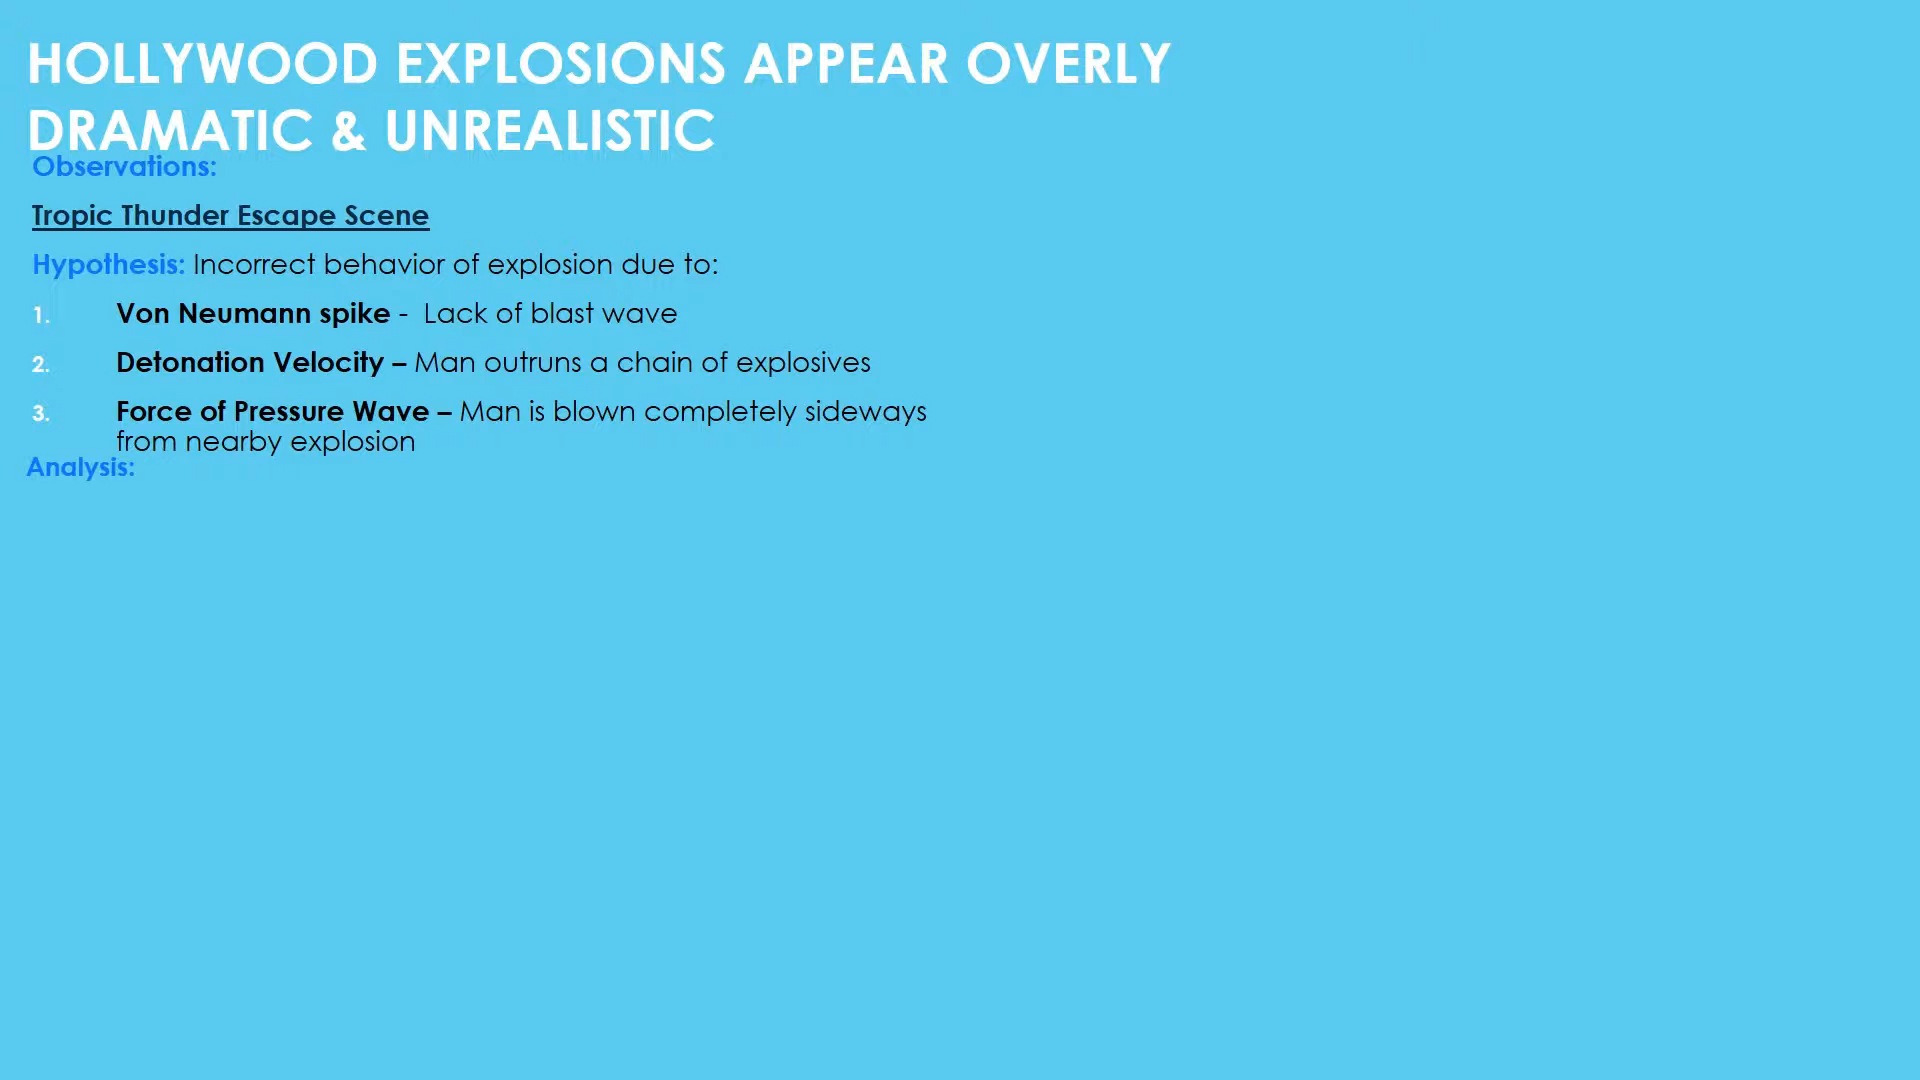 HOLLYWOOD EXPLOSIONS APPEAR OVERLY
DRAMATIC & UNREALISTIC
Observations:
Tropic Thunder Escape Scene
Hypothesis: Incorrect behavior of explosion due to:
1. Von Neumann spike - Lack of blast wave
2. Detonation Velocity – Man outruns a chain of explosives
3. Force of Pressure Wave – Man is blown completely sideways
from nearby explosion
Analysis: